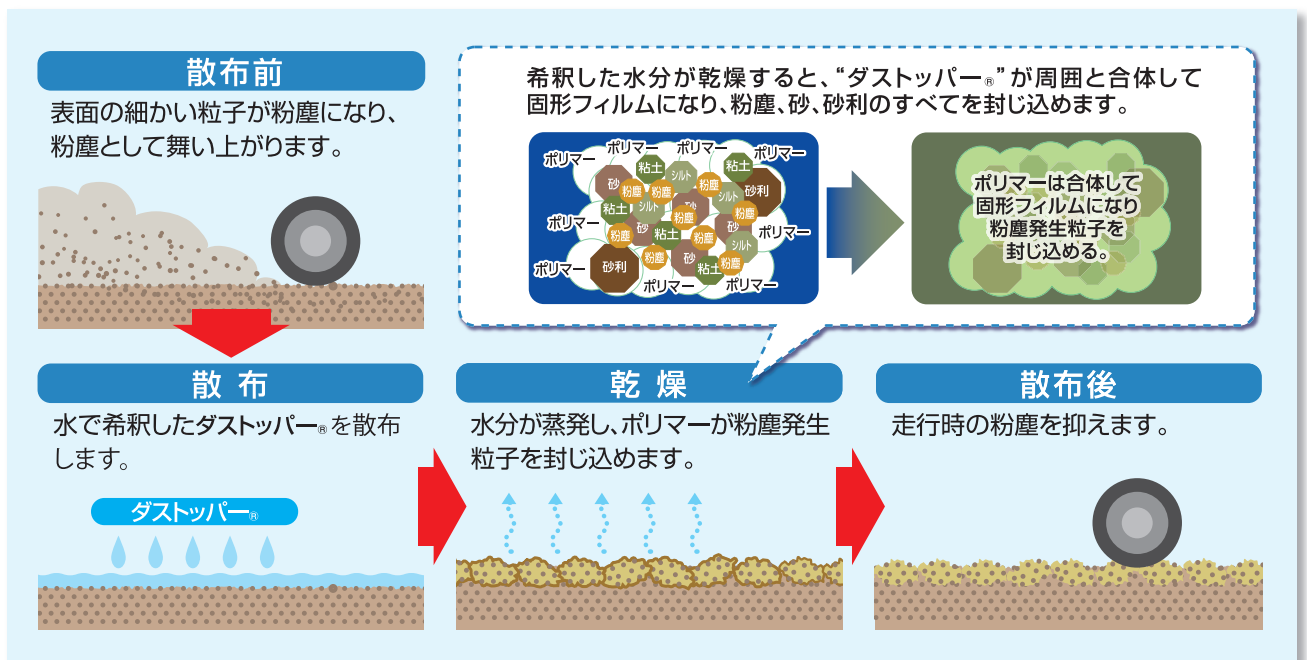 散布前
表面の細かい粒子が粉塵になり、
粉塵として舞い上がります。
希釈した水分が乾燥すると、“ダストッパー®”が周囲と合体して
固形フィルムになり、粉塵、砂、砂利のすべてを封じ込めます。
ポリマー ポリマー ポリマー ポリマー
粘土 シルト 粘土
砂 粉塵 粉塵 粉塵 シルト 砂利
粘土 シルト 砂 粉塵
ポリマー 粉塵 砂 粘土 粉塵 粉塵 砂 シルト ポリマー
ポリマー 砂利 粉塵 砂 粘土 粉塵
ポリマー ポリマー
ポリマーは合体して
固形フィルムになり
粉塵発生粒子を
封じ込める。
散布
水で希釈したダストッパー®を散布
します。
ダストッパー®
乾燥
水分が蒸発し、ポリマーが粉塵発生
粒子を封じ込めます。
散布後
走行時の粉塵を抑えます。